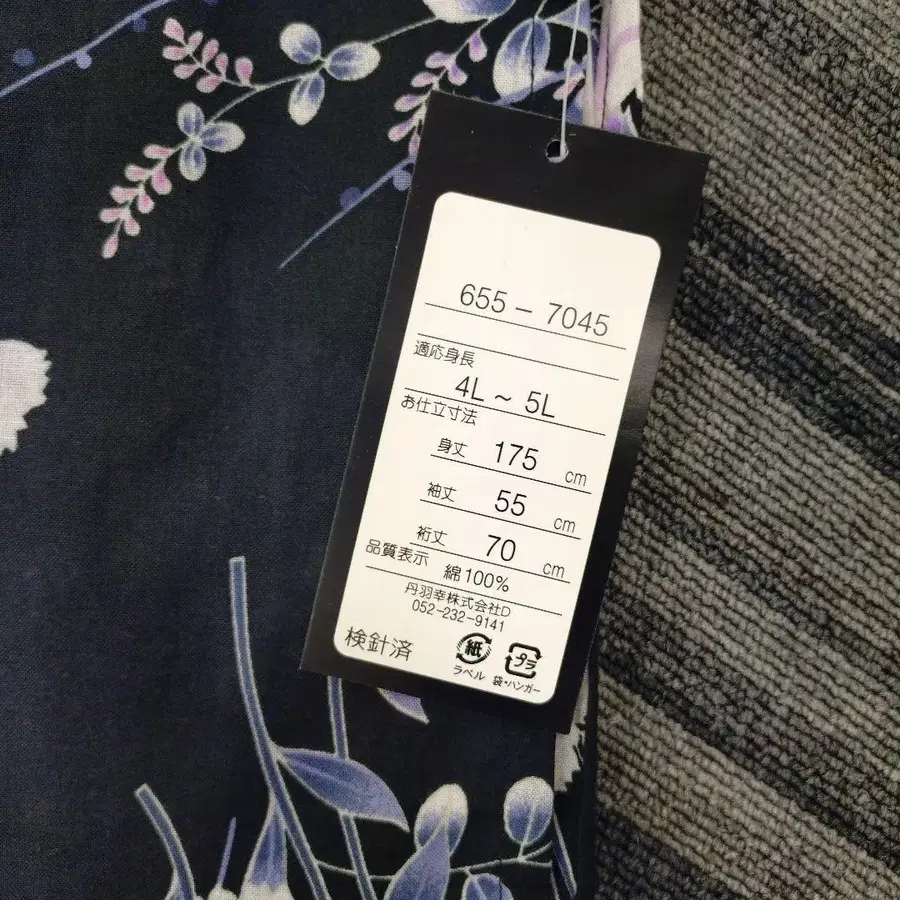 655 - 7045
適応身長
4L ~ 5L
お仕立寸法
身丈 175 cm
袖丈 55 cm
裄丈 70 cm
品質表示 綿100%
丹羽幸株式会社D
052-232-9141
検針済
紙
ラベル
プラ
袋・ハンガー